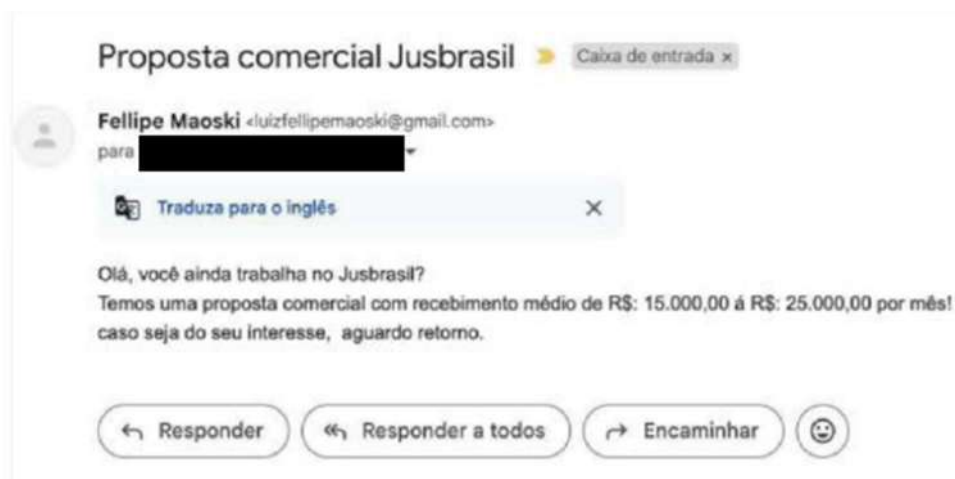 Proposta comercial Jusbrasil Caixa de entrada x
Fellipe Maoski <luizfellipemaoski@gmail.com>
para
Traduza para o inglês
Olá, você ainda trabalha no Jusbrasil?
Temos uma proposta comercial com recebimento médio de R$: 15.000,00 á R$: 25.000,00 por mês!
caso seja do seu interesse, aguardo retorno.
Responder Responder a todos Encaminhar